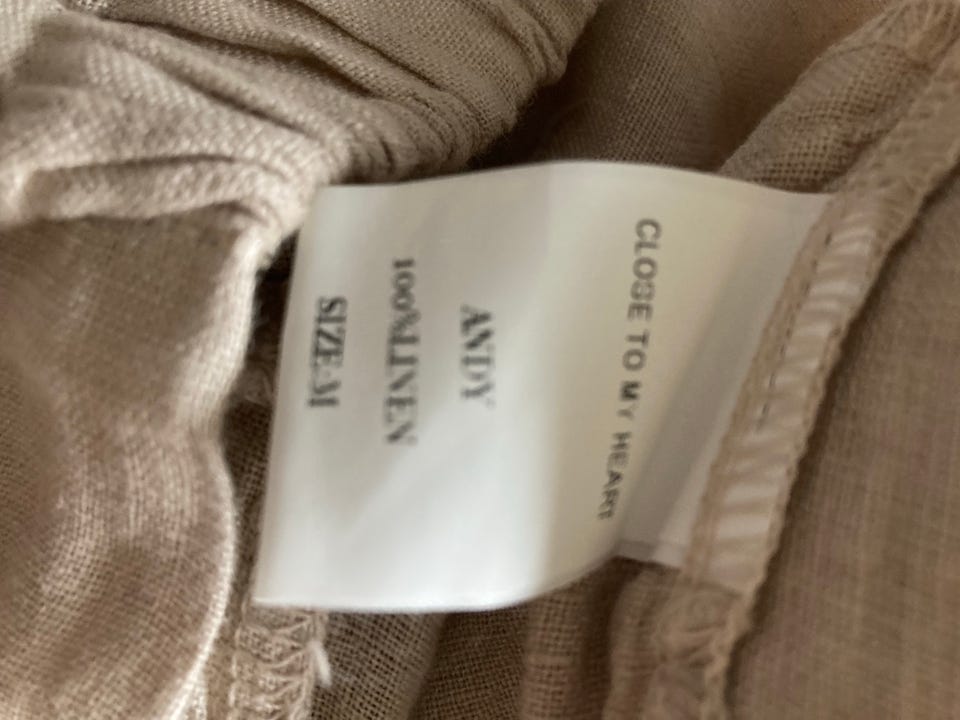 CLOSE TO MY HEART
ANDY
100%LINEN
SIZE:M